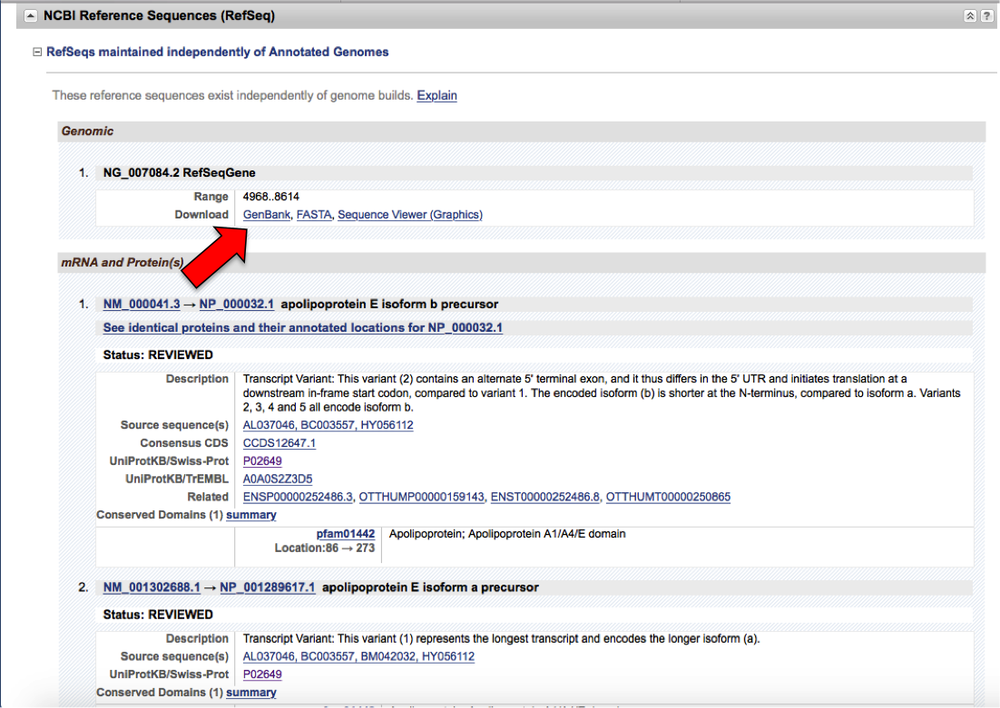 NCBI Reference Sequences (RefSeq)
?
RefSeqs maintained independently of Annotated Genomes
These reference sequences exist independently of genome builds. Explain
Genomic
1. NG_007084.2 RefSeqGene
Range 4968..8614
Download GenBank, FASTA, Sequence Viewer (Graphics)
mRNA and Protein(s)
1. NM_000041.3 → NP_000032.1 apolipoprotein E isoform b precursor
See identical proteins and their annotated locations for NP_000032.1
Status: REVIEWED
Description Transcript Variant: This variant (2) contains an alternate 5' terminal exon, and it thus differs in the 5' UTR and initiates translation at a
downstream in-frame start codon, compared to variant 1. The encoded isoform (b) is shorter at the N-terminus, compared to isoform a. Variants
2, 3, 4 and 5 all encode isoform b.
Source sequence(s) AL037046, BC003557, HY056112
Consensus CDS CCDS12647.1
UniProtKB/Swiss-Prot P02649
UniProtKB/TrEMBL A0A0S2Z3D5
Related ENSP00000252486.3, OTTHUMP00000159143, ENST00000252486.8, OTTHUMT00000250865
Conserved Domains (1) summary
pfam01442 Apolipoprotein; Apolipoprotein A1/A4/E domain
Location:86 → 273
2. NM_001302688.1 → NP_001289617.1 apolipoprotein E isoform a precursor
Status: REVIEWED
Description Transcript Variant: This variant (1) represents the longest transcript and encodes the longer isoform (a).
Source sequence(s) AL037046, BC003557, BM042032, HY056112
UniProtKB/Swiss-Prot P02649
Conserved Domains (1) summary